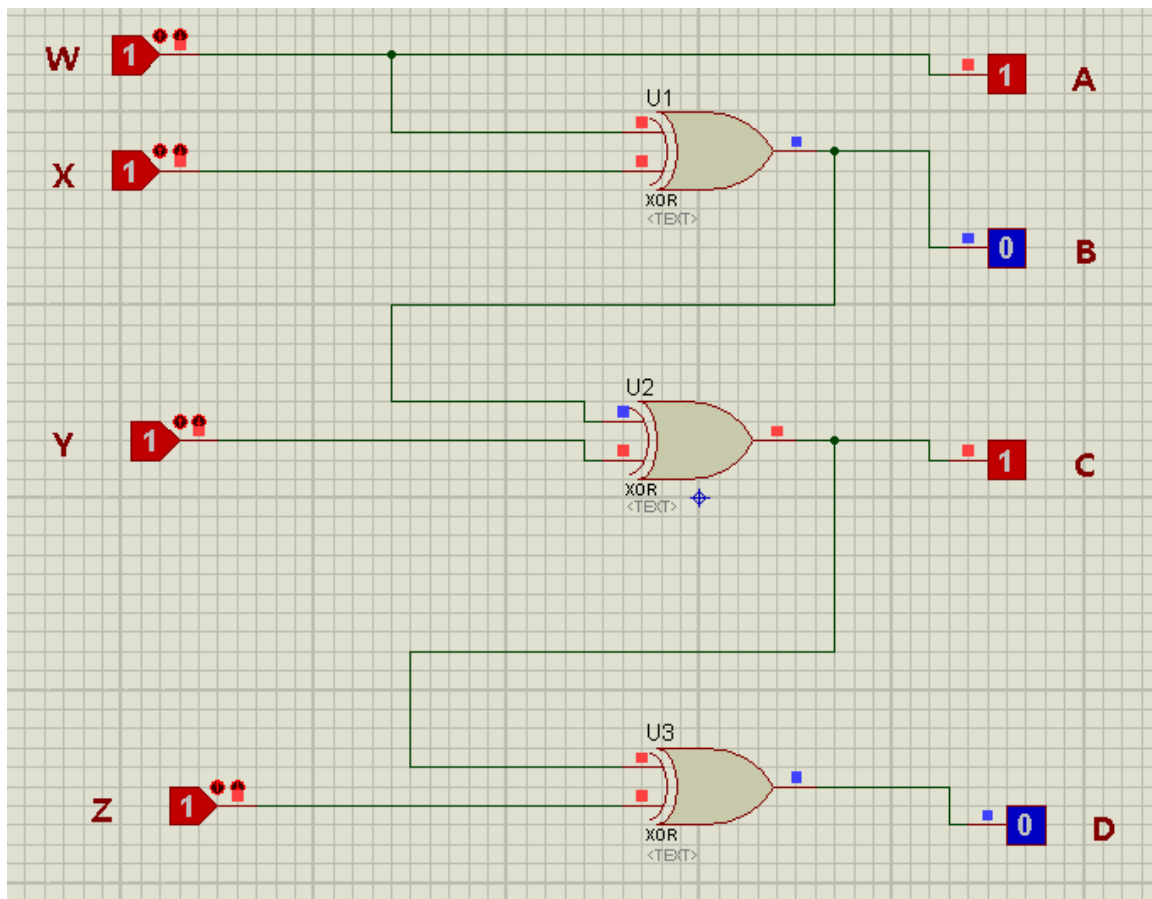 W 1 1 A
U1
X 1
XOR
<TEXT>
0 B
U2
Y 1 1 C
XOR
<TEXT>
U3
Z 1 0 D
XOR
<TEXT>